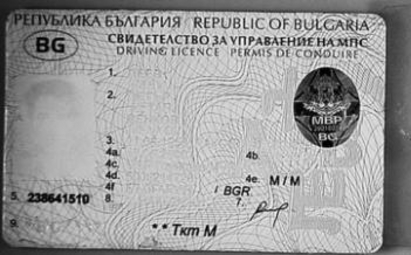 РЕПУБЛИКА БЪЛГАРИЯ REPUBLIC OF BULGARIA
BG
СВИДЕТЕЛСТВО ЗА УПРАВЛЕНИЕ НА МПС
DRIVING LICENCE PERMIS DE CONDUIRE
1.
2.
МВР
BG
3.
4a. 4b.
4c.
4d. 4e. M / M
4f / BGR
5. 238641510 8. 7.
9. ** Ткт М